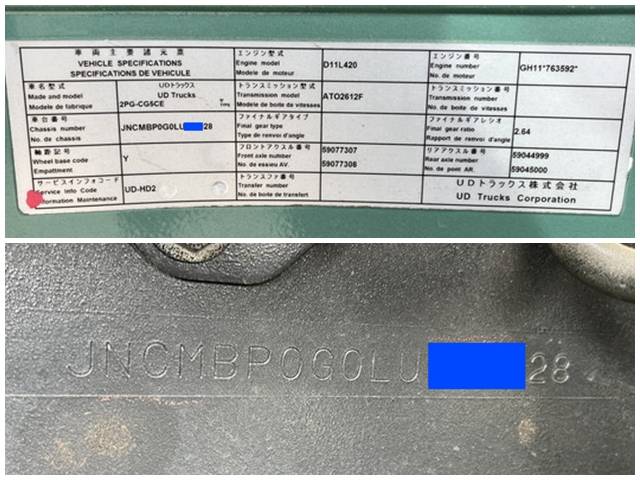 車両主要諸元票
VEHICLE SPECIFICATIONS
SPECIFICATIONS DE VEHICULE
車名型式
Made and model
Modele de fabrique
UDトラックス
UD Trucks
2PG-CG5CE
車台番号
Chassis number
No. de chassis
JNCMBP0G0LU 28
軸距記号
Wheel base code
Empattment
Y
サービスインフォコード
Service Info Code
Information Maintenance
UD-HD2
エンジン型式
Engine model
Modele de moteur
D11L420
トランスミッション型式
Transmission model
Modele de boite de vitesses
ATO2612F
ファイナルギアタイプ
Final gear type
Type de renvoi d'angle
フロントアクスル番号
Front axle number
No. de essieu AV.
59077307
59077308
トランスファ番号
Transfer number
No. de boite de transfert
エンジン番号
Engine number
No. de moteur
GH11*763592*
トランスミッション番号
Transmission number
No. de boite de vitesses
ファイナルギアレシオ
Final gear ratio
Rapport de renvoi d'angle
2.64
リアアクスル番号
Rear axle number
No. de pont AR.
59044999
59045000
UDトラックス株式会社
UD Trucks Corporation
JNCMBP0G0LU 28